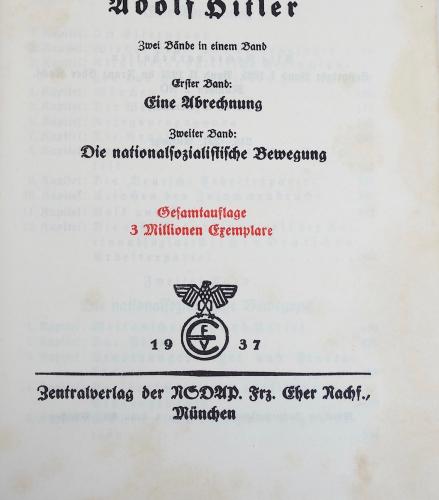 Adolf Hitler
Zwei Bände in einem Band
Erster Band:
Eine Abrechnung
Zweiter Band:
Die nationalsozialistische Bewegung
Gesamtauflage
3 Millionen Exemplare
19 FEV 37
Zentralverlag der NSDAP. Frz. Eher Nachf.,
München